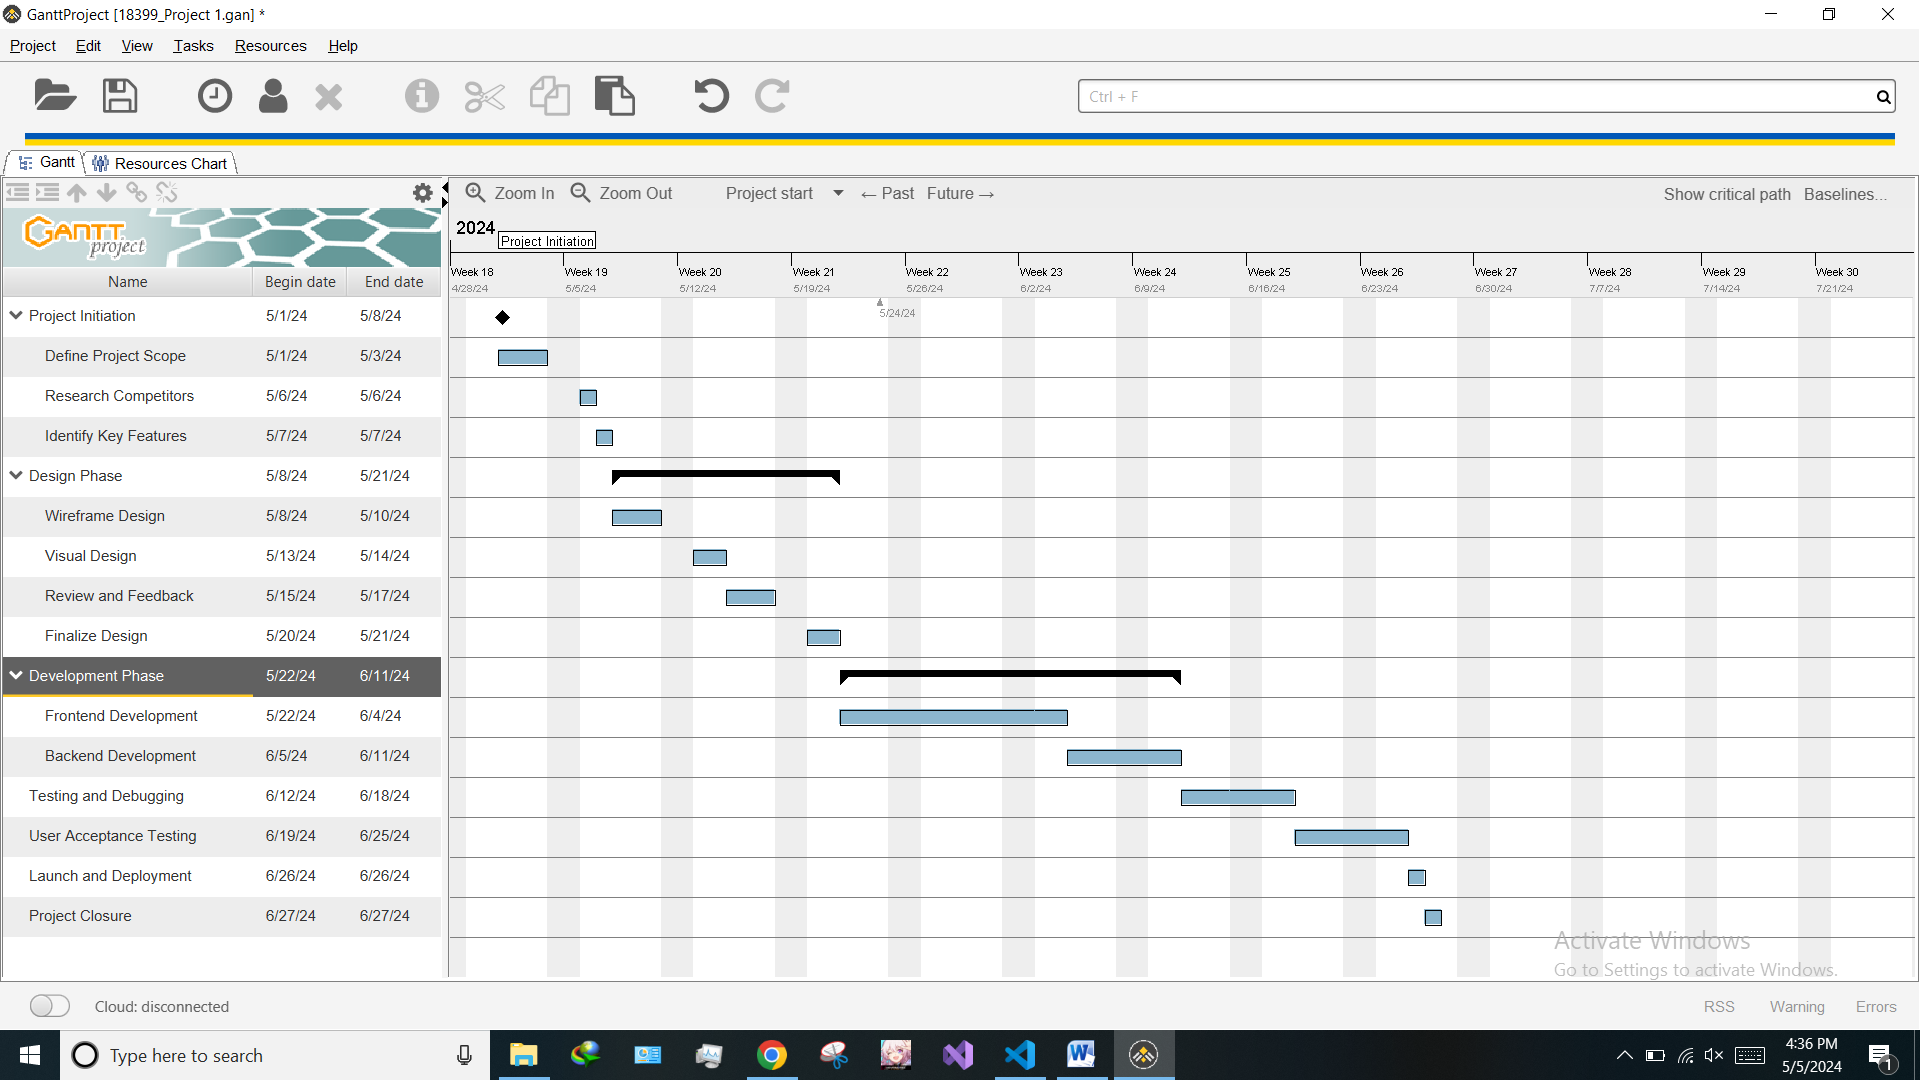 GanttProject [18399_Project 1.gan] *
Project Edit View Tasks Resources Help
Ctrl + F
Gantt Resources Chart
Zoom In Zoom Out Project start ← Past Future → Show critical path Baselines...
GANTT project
2024
Project Initiation
Name Begin date End date
Week 18 Week 19 Week 20 Week 21 Week 22 Week 23 Week 24 Week 25 Week 26 Week 27 Week 28 Week 29 Week 30
4/28/24 5/5/24 5/12/24 5/19/24 5/26/24 6/2/24 6/9/24 6/16/24 6/23/24 6/30/24 7/7/24 7/14/24 7/21/24
5/24/24
Project Initiation 5/1/24 5/8/24
Define Project Scope 5/1/24 5/3/24
Research Competitors 5/6/24 5/6/24
Identify Key Features 5/7/24 5/7/24
Design Phase 5/8/24 5/21/24
Wireframe Design 5/8/24 5/10/24
Visual Design 5/13/24 5/14/24
Review and Feedback 5/15/24 5/17/24
Finalize Design 5/20/24 5/21/24
Development Phase 5/22/24 6/11/24
Frontend Development 5/22/24 6/4/24
Backend Development 6/5/24 6/11/24
Testing and Debugging 6/12/24 6/18/24
User Acceptance Testing 6/19/24 6/25/24
Launch and Deployment 6/26/24 6/26/24
Project Closure 6/27/24 6/27/24
Activate Windows
Go to Settings to activate Windows.
Cloud: disconnected RSS Warning Errors
Type here to search
4:36 PM
5/5/2024
1